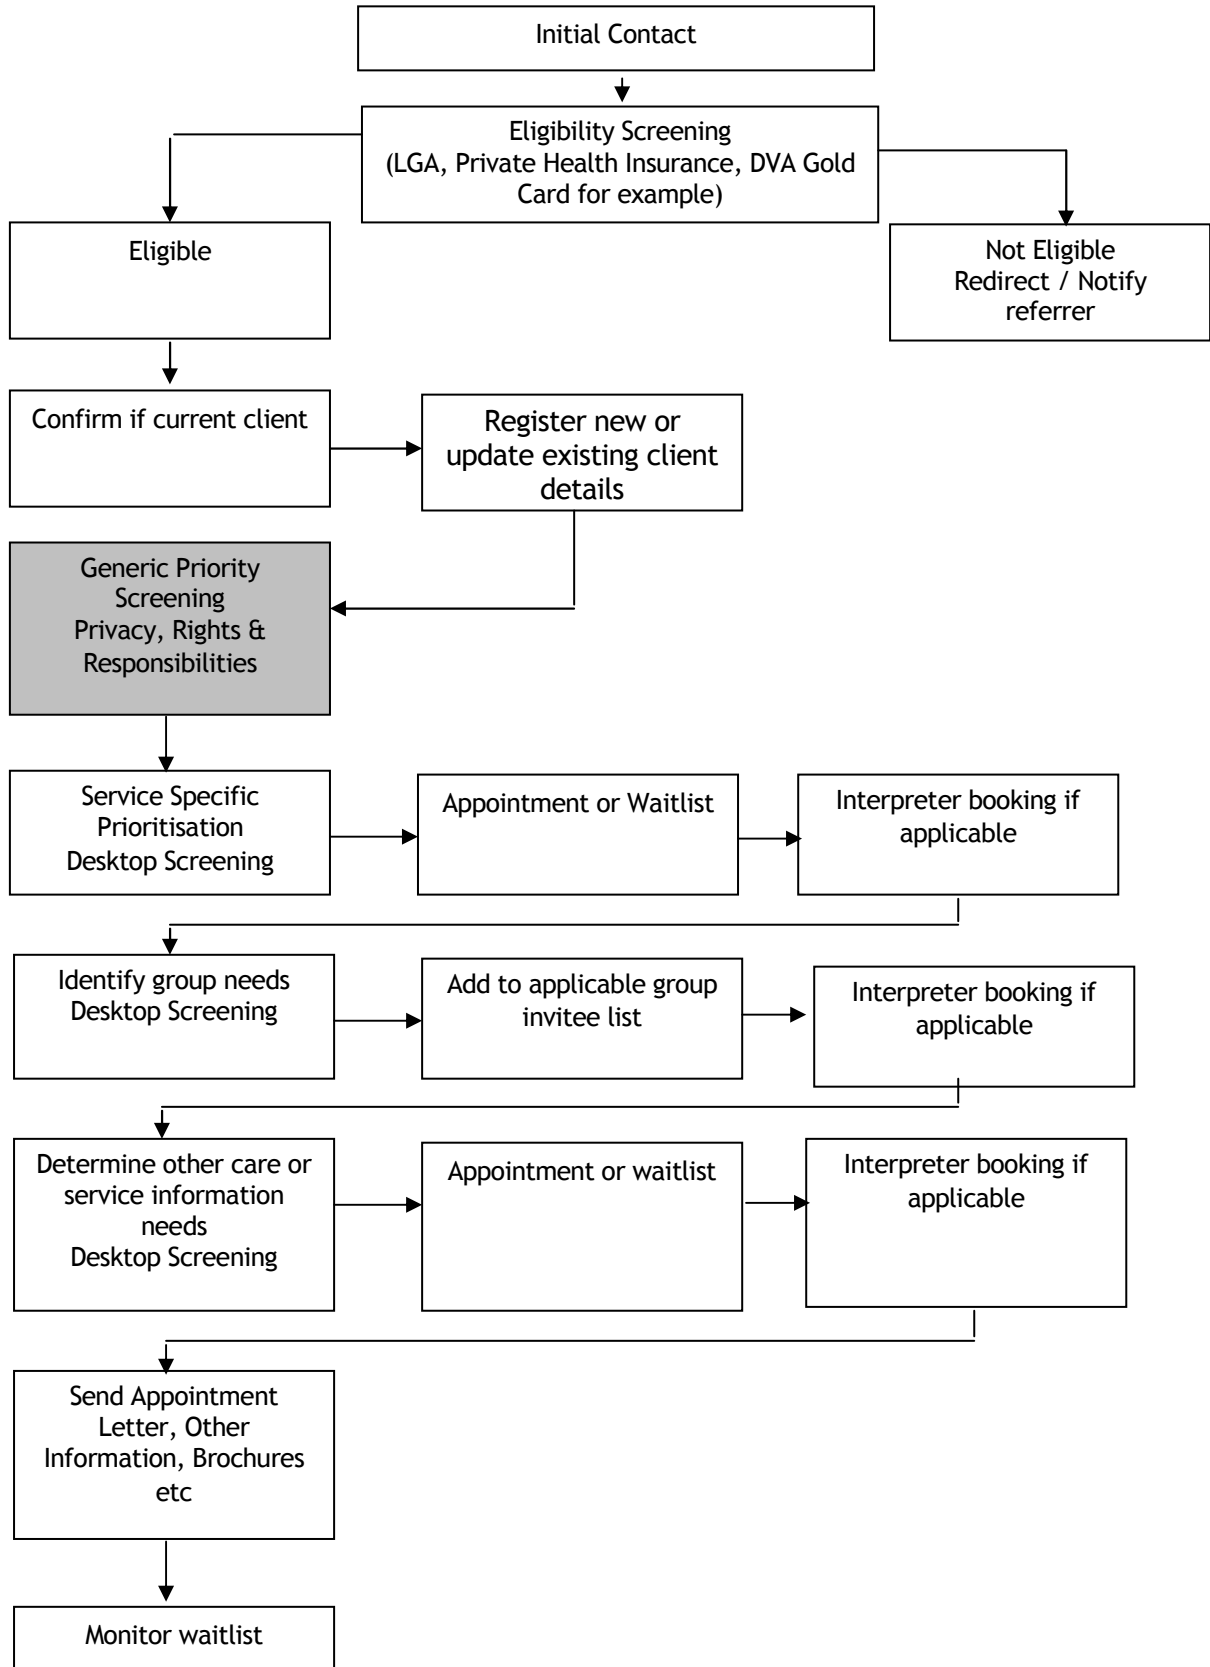 Initial Contact
Eligibility Screening
(LGA, Private Health Insurance, DVA Gold
Card for example)
Eligible
Not Eligible
Redirect / Notify
referrer
Confirm if current client
Register new or
update existing client
details
Generic Priority
Screening
Privacy, Rights &
Responsibilities
Service Specific
Prioritisation
Desktop Screening
Appointment or Waitlist
Interpreter booking if
applicable
Identify group needs
Desktop Screening
Add to applicable group
invitee list
Interpreter booking if
applicable
Determine other care or
service information
needs
Desktop Screening
Appointment or waitlist
Interpreter booking if
applicable
Send Appointment
Letter, Other
Information, Brochures
etc
Monitor waitlist